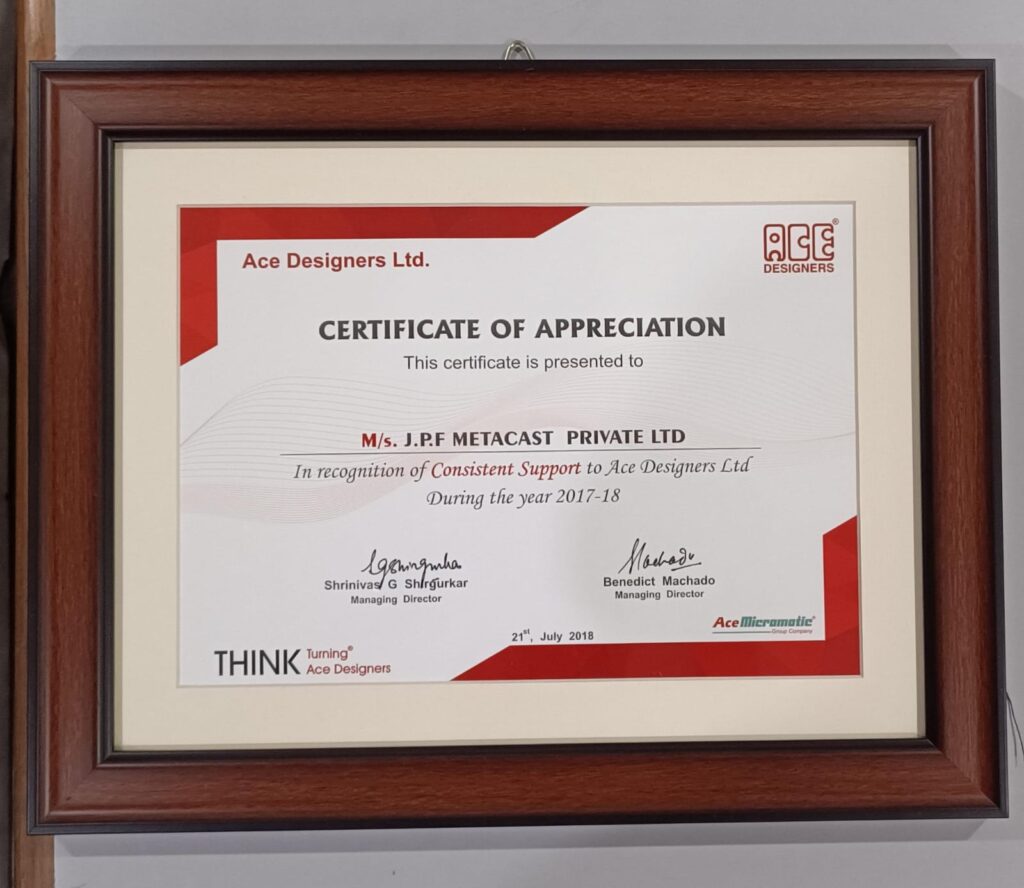 Ace Designers Ltd.
ACE®
DESIGNERS
CERTIFICATE OF APPRECIATION
This certificate is presented to
M/s. J.P.F METACAST PRIVATE LTD
In recognition of Consistent Support to Ace Designers Ltd
During the year 2017-18
Shrinivas G Shirgurkar
Managing Director
Benedict Machado
Managing Director
21st, July 2018
AceMicromatic®
Group Company
THINK Turning®
Ace Designers